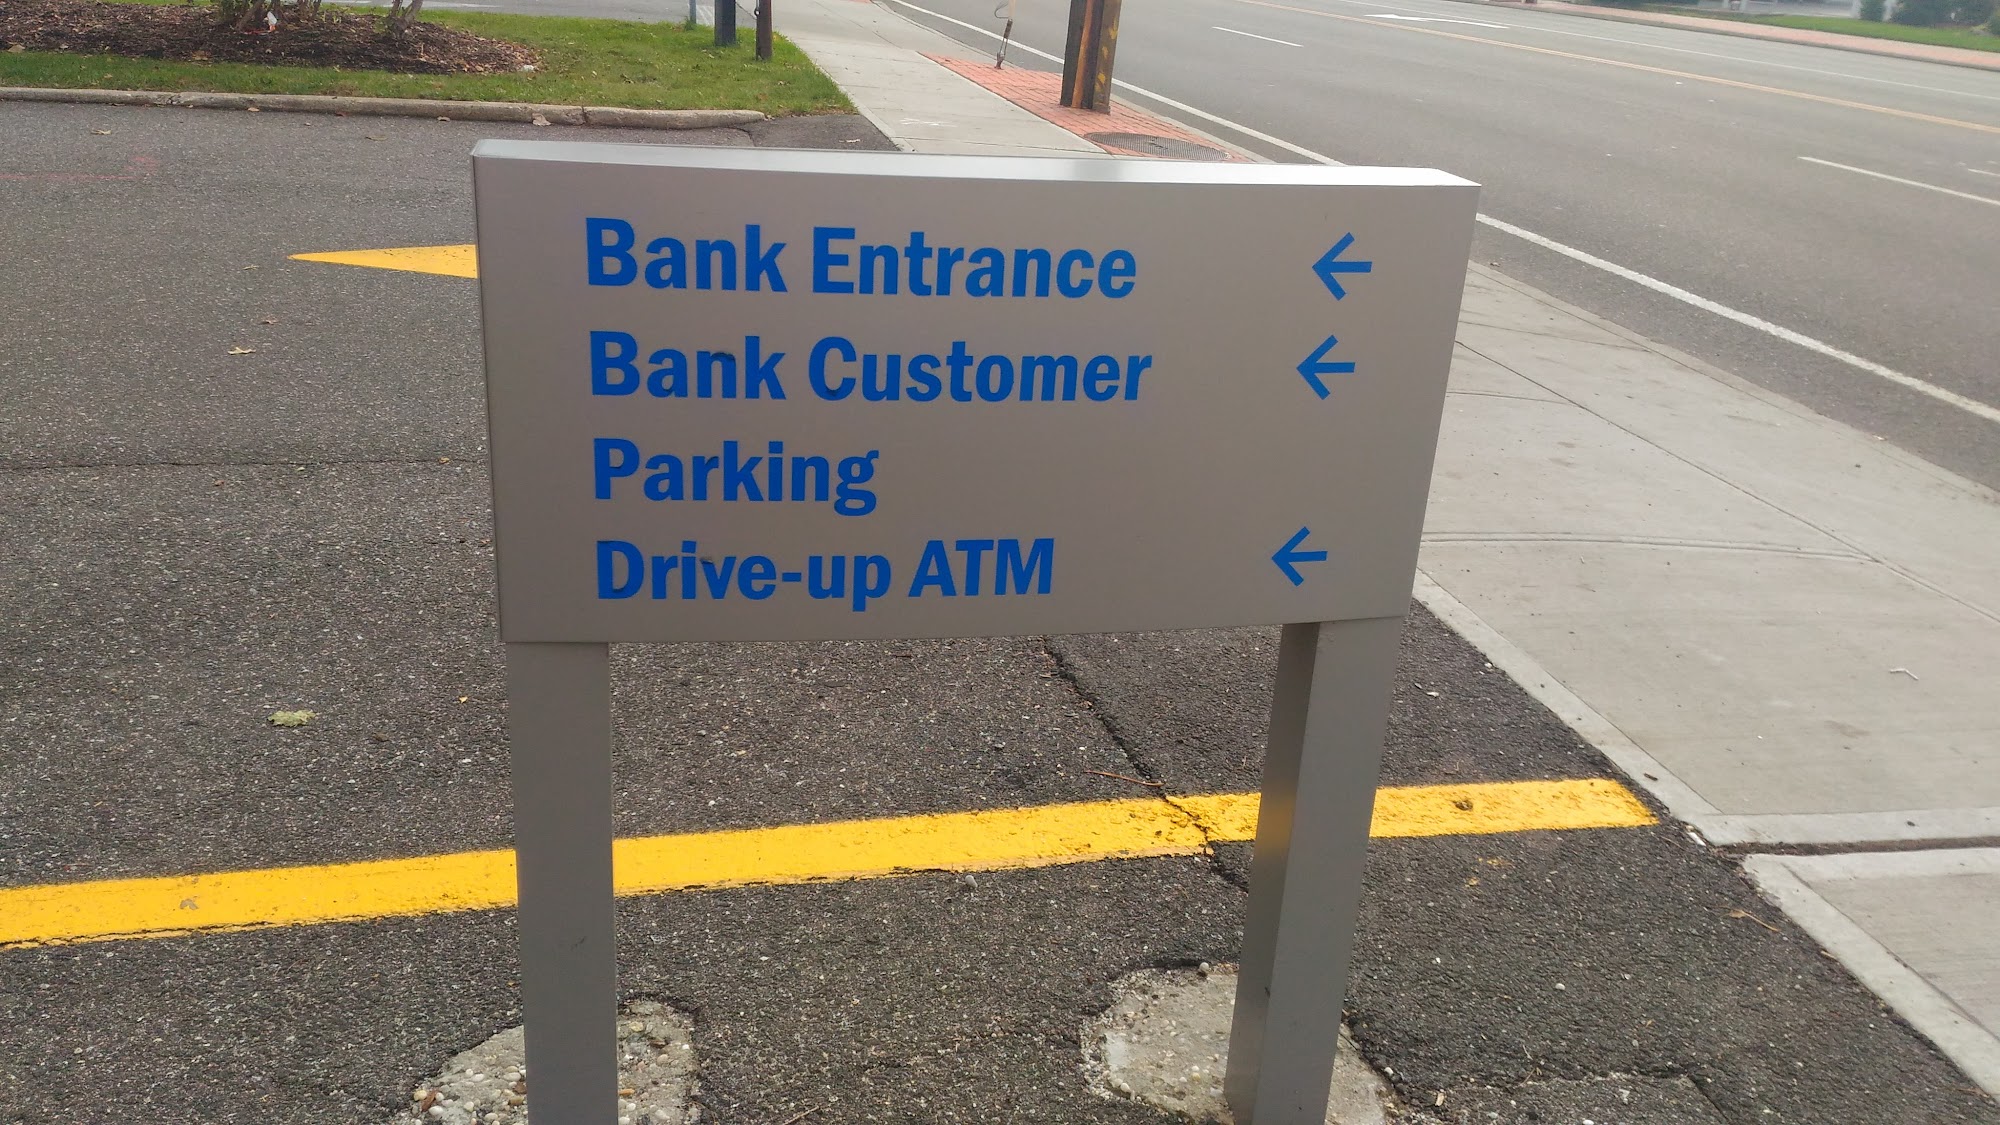 Bank Entrance ←
Bank Customer ←
Parking
Drive-up ATM ←